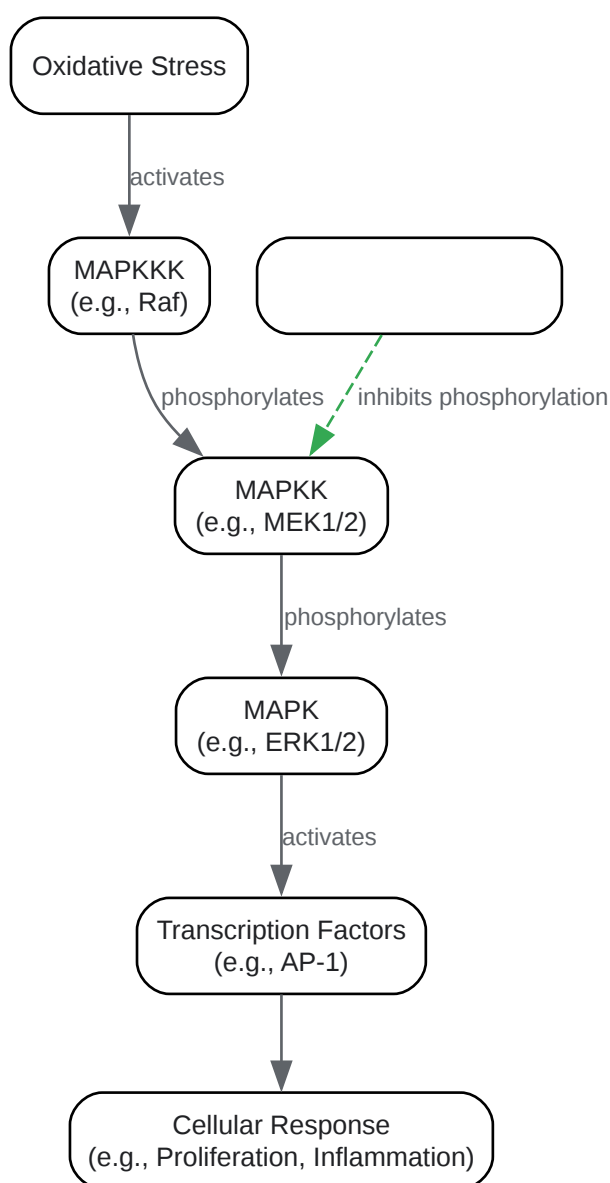 Oxidative Stress
activates
MAPKKK
(e.g., Raf)
phosphorylates
inhibits phosphorylation
MAPKK
(e.g., MEK1/2)
phosphorylates
MAPK
(e.g., ERK1/2)
activates
Transcription Factors
(e.g., AP-1)
Cellular Response
(e.g., Proliferation, Inflammation)